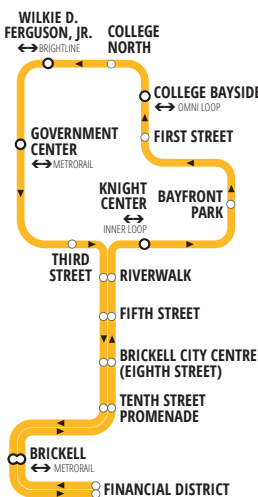 WILKIE D.
FERGUSON, JR.
↔ BRIGHTLINE
COLLEGE
NORTH
COLLEGE BAYSIDE
↔ OMNI LOOP
FIRST STREET
GOVERNMENT
CENTER
↔ METRORAIL
KNIGHT
CENTER
↔
INNER LOOP
BAYFRONT
PARK
THIRD
STREET
RIVERWALK
FIFTH STREET
BRICKELL CITY CENTRE
(EIGHTH STREET)
TENTH STREET
PROMENADE
BRICKELL
↔ METRORAIL
FINANCIAL DISTRICT